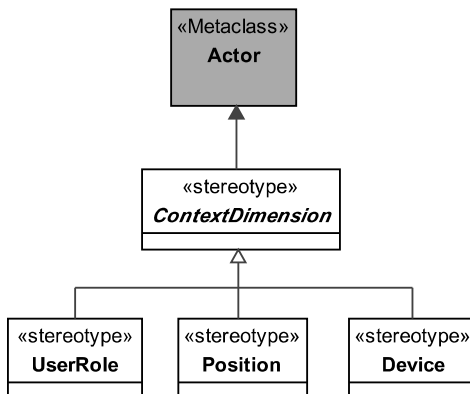 «Metaclass»
Actor
«stereotype»
ContextDimension
«stereotype» «stereotype» «stereotype»
UserRole Position Device